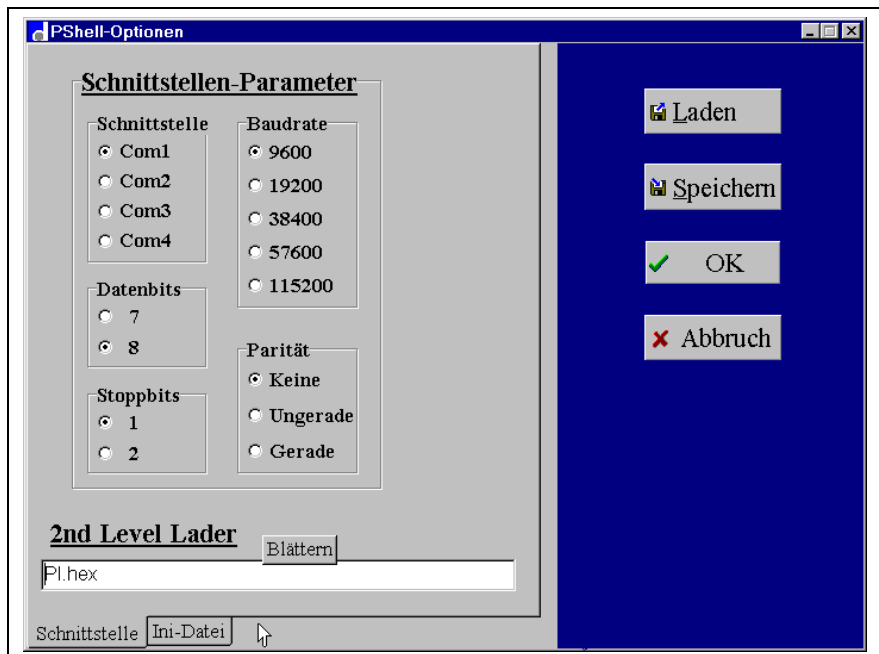 PShell-Optionen
Schnittstellen-Parameter
Schnittstelle
Com1
Com2
Com3
Com4
Baudrate
9600
19200
38400
57600
115200
Datenbits
7
8
Parität
Keine
Ungerade
Gerade
Stoppbits
1
2
2nd Level Lader
Blättern
Pl.hex
Schnittstelle
Ini-Datei
Laden
Speichern
OK
Abbruch